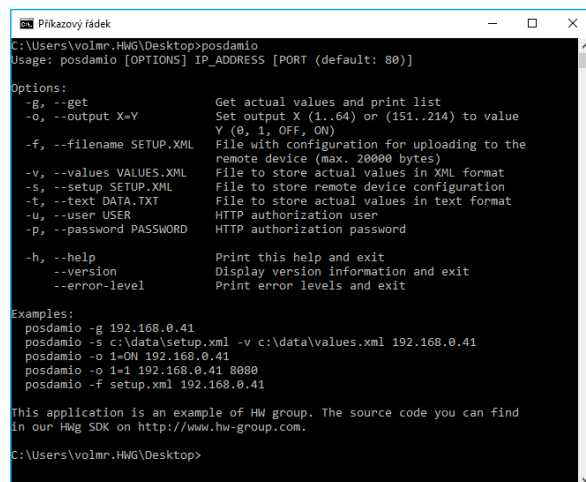 Příkazový řádek
C:\Users\volmr.HWG\Desktop>posdamio
Usage: posdamio [OPTIONS] IP_ADDRESS [PORT (default: 80)]
Options:
-g, --get Get actual values and print list
-o, --output X=Y Set output X (1..64) or (151..214) to value
Y (0, 1, OFF, ON)
-f, --filename SETUP.XML File with configuration for uploading to the
remote device (max. 20000 bytes)
-v, --values VALUES.XML File to store actual values in XML format
-s, --setup SETUP.XML File to store remote device configuration
-t, --text DATA.TXT File to store actual values in text format
-u, --user USER HTTP authorization user
-p, --password PASSWORD HTTP authorization password
-h, --help Print this help and exit
--version Display version information and exit
--error-level Print error levels and exit
Examples:
posdamio -g 192.168.0.41
posdamio -s c:\data\setup.xml -v c:\data\values.xml 192.168.0.41
posdamio -o 1=ON 192.168.0.41
posdamio -o 1=1 192.168.0.41 8080
posdamio -f setup.xml 192.168.0.41
This application is an example of HW group. The source code you can find
in our HWg SDK on http://www.hw-group.com.
C:\Users\volmr.HWG\Desktop>